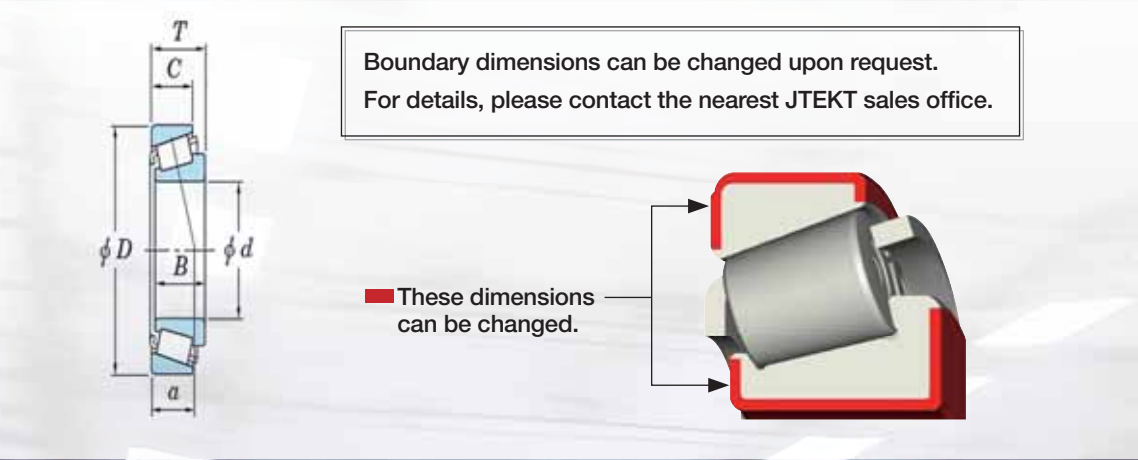 T
C
Boundary dimensions can be changed upon request.
For details, please contact the nearest JTEKT sales office.
ϕD
B
ϕd
a
These dimensions
can be changed.